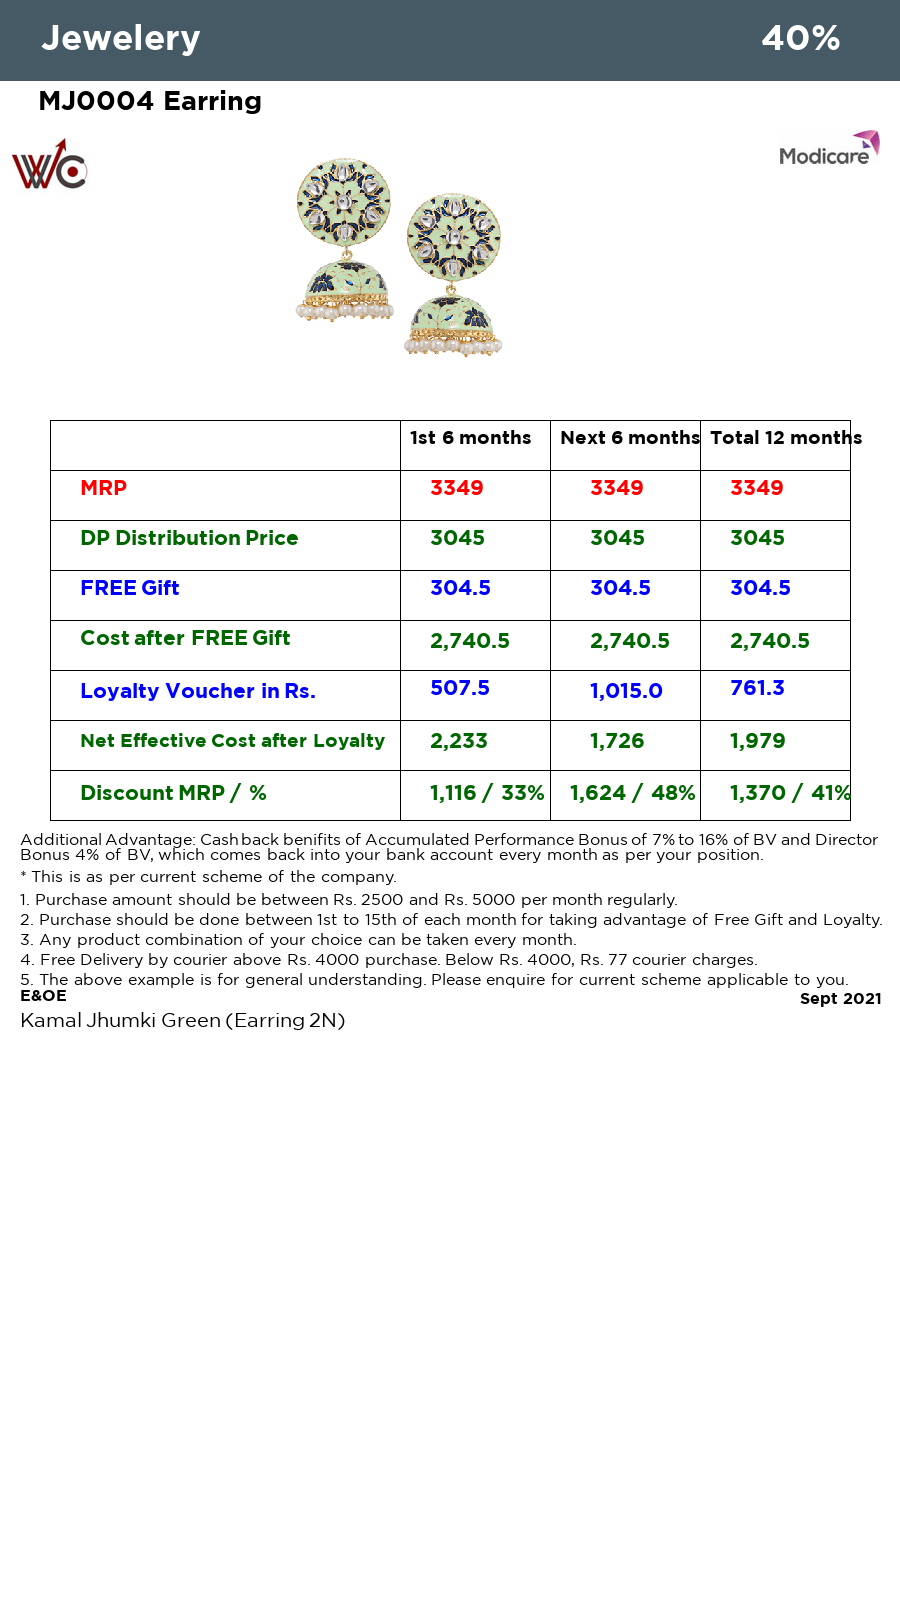 Jewelery 40%
MJ0004 Earring
WC
Modicare
1st 6 months Next 6 months Total 12 months
MRP 3349 3349 3349
DP Distribution Price 3045 3045 3045
FREE Gift 304.5 304.5 304.5
Cost after FREE Gift 2,740.5 2,740.5 2,740.5
Loyalty Voucher in Rs. 507.5 1,015.0 761.3
Net Effective Cost after Loyalty 2,233 1,726 1,979
Discount MRP / % 1,116 / 33% 1,624 / 48% 1,370 / 41%
Additional Advantage: Cash back benifits of Accumulated Performance Bonus of 7% to 16% of BV and Director
Bonus 4% of BV, which comes back into your bank account every month as per your position.
* This is as per current scheme of the company.
1. Purchase amount should be between Rs. 2500 and Rs. 5000 per month regularly.
2. Purchase should be done between 1st to 15th of each month for taking advantage of Free Gift and Loyalty.
3. Any product combination of your choice can be taken every month.
4. Free Delivery by courier above Rs. 4000 purchase. Below Rs. 4000, Rs. 77 courier charges.
5. The above example is for general understanding. Please enquire for current scheme applicable to you.
E&OE Sept 2021
Kamal Jhumki Green (Earring 2N)